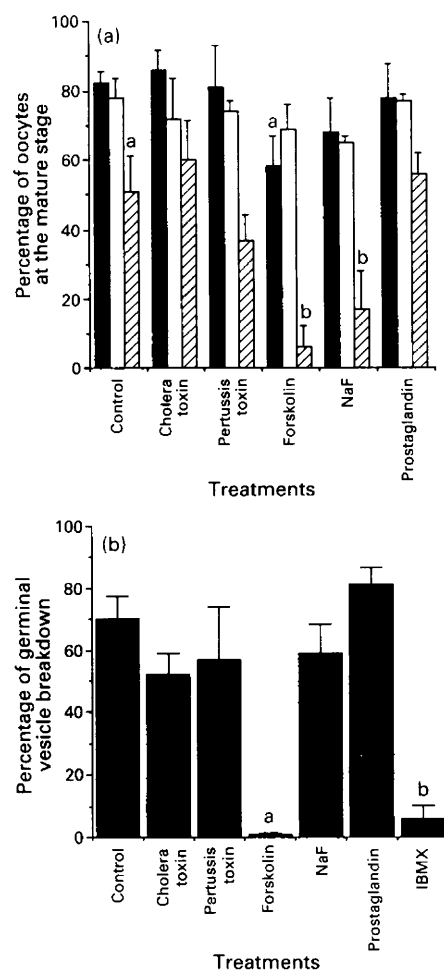 (a)
Percentage of oocytes
at the mature stage
100
80
60
40
20
0
a
a
b
b
Control
Cholera
toxin
Pertussis
toxin
Forskolin
NaF
Prostaglandin
Treatments
(b)
Percentage of germinal
vesicle breakdown
100
80
60
40
20
0
a
b
Control
Cholera
toxin
Pertussis
toxin
Forskolin
NaF
Prostaglandin
IBMX
Treatments